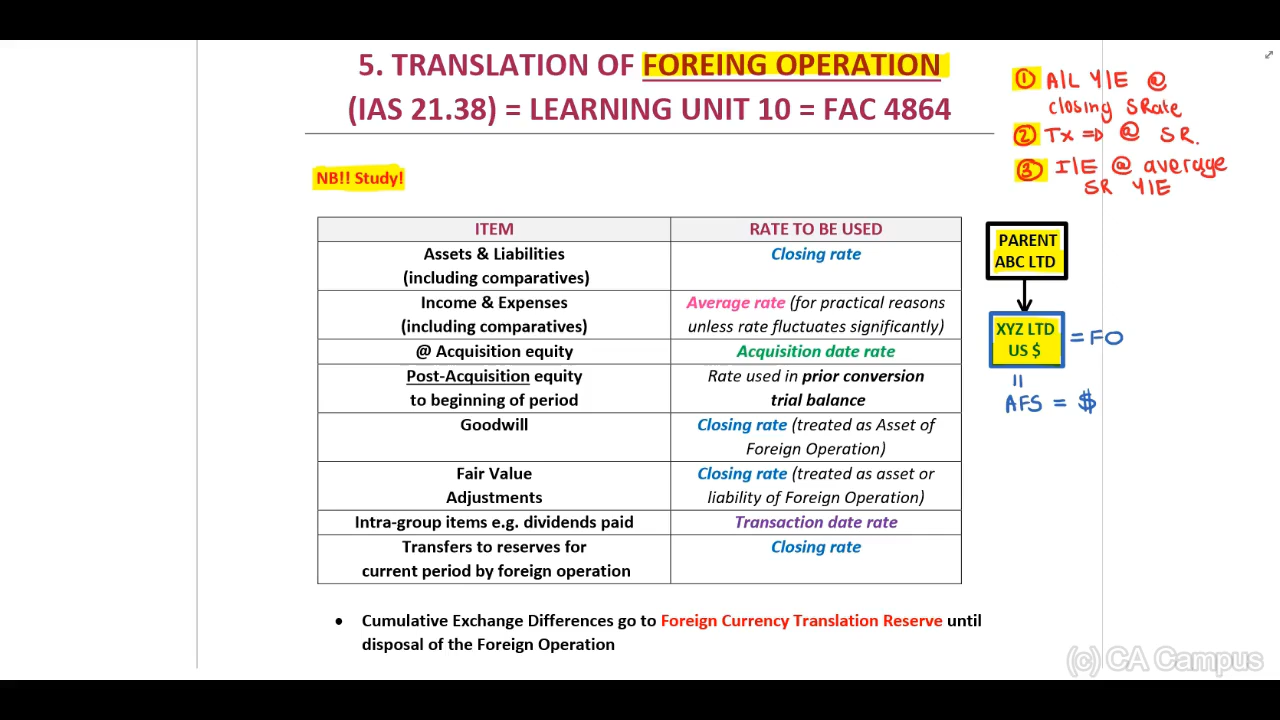 5. TRANSLATION OF FOREING OPERATION
(IAS 21.38) = LEARNING UNIT 10 = FAC 4864
NB!! Study!
ITEM RATE TO BE USED
Assets & Liabilities Closing rate
(including comparatives)
Income & Expenses Average rate (for practical reasons
(including comparatives) unless rate fluctuates significantly)
@ Acquisition equity Acquisition date rate
Post-Acquisition equity Rate used in prior conversion
to beginning of period trial balance
Goodwill Closing rate (treated as Asset of
Foreign Operation)
Fair Value Closing rate (treated as asset or
Adjustments liability of Foreign Operation)
Intra-group items e.g. dividends paid Transaction date rate
Transfers to reserves for Closing rate
current period by foreign operation
• Cumulative Exchange Differences go to Foreign Currency Translation Reserve until
disposal of the Foreign Operation
① A/L Y/E @
closing SRate
② Tx => @ SR.
③ I/E @ average
SR Y/E
PARENT
ABC LTD
XYZ LTD
US $
= FO
||
AFS = $
(c) CA Campus